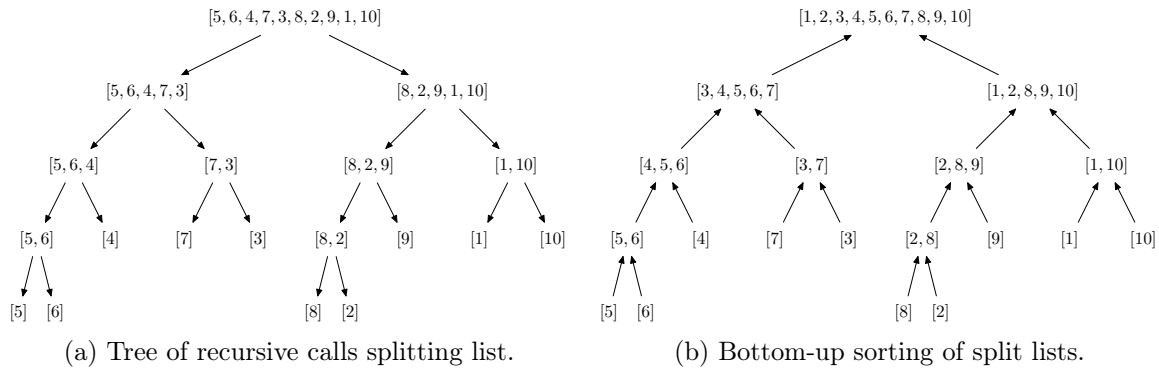 [5, 6, 4, 7, 3, 8, 2, 9, 1, 10]
[5, 6, 4, 7, 3] [8, 2, 9, 1, 10]
[5, 6, 4] [7, 3] [8, 2, 9] [1, 10]
[5, 6] [4] [7] [3] [8, 2] [9] [1] [10]
[5] [6] [8] [2]
(a) Tree of recursive calls splitting list.
[1, 2, 3, 4, 5, 6, 7, 8, 9, 10]
[3, 4, 5, 6, 7] [1, 2, 8, 9, 10]
[4, 5, 6] [3, 7] [2, 8, 9] [1, 10]
[5, 6] [4] [7] [3] [2, 8] [9] [1] [10]
[5] [6] [8] [2]
(b) Bottom-up sorting of split lists.